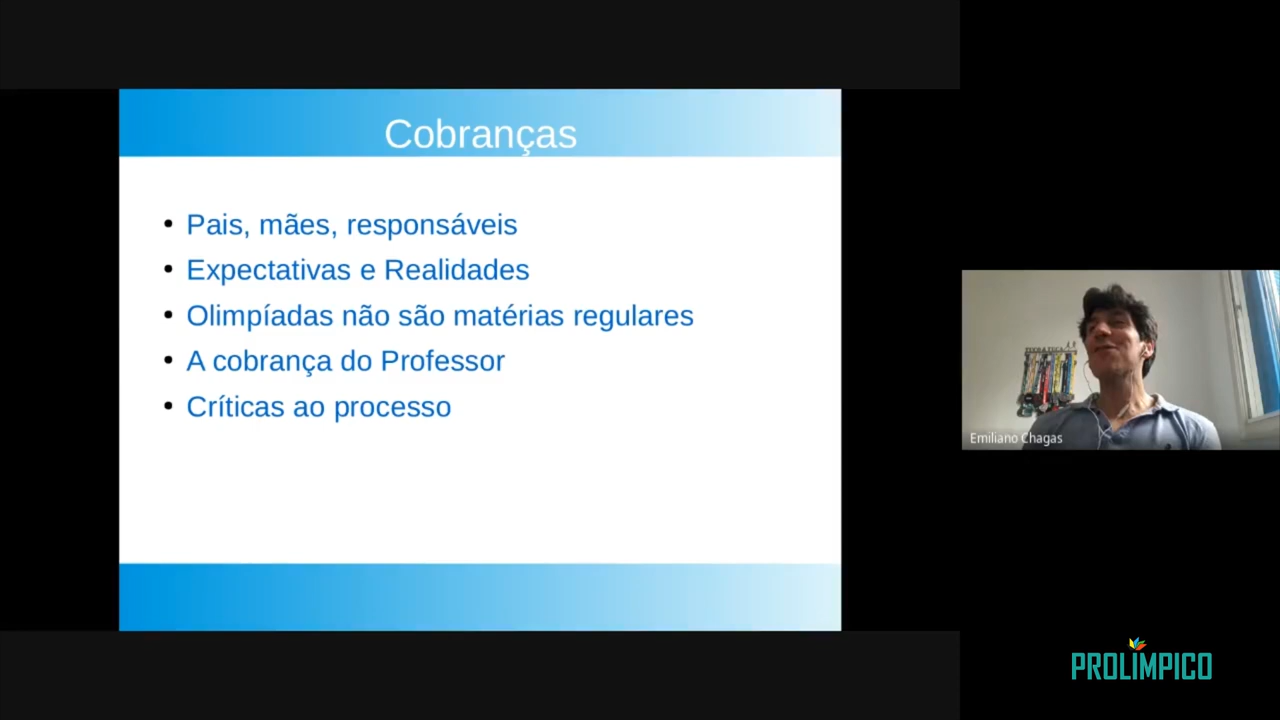 Cobranças
Pais, mães, responsáveis
Expectativas e Realidades
Olimpíadas não são matérias regulares
A cobrança do Professor
Críticas ao processo
Emiliano Chagas
PROLÍMPICO